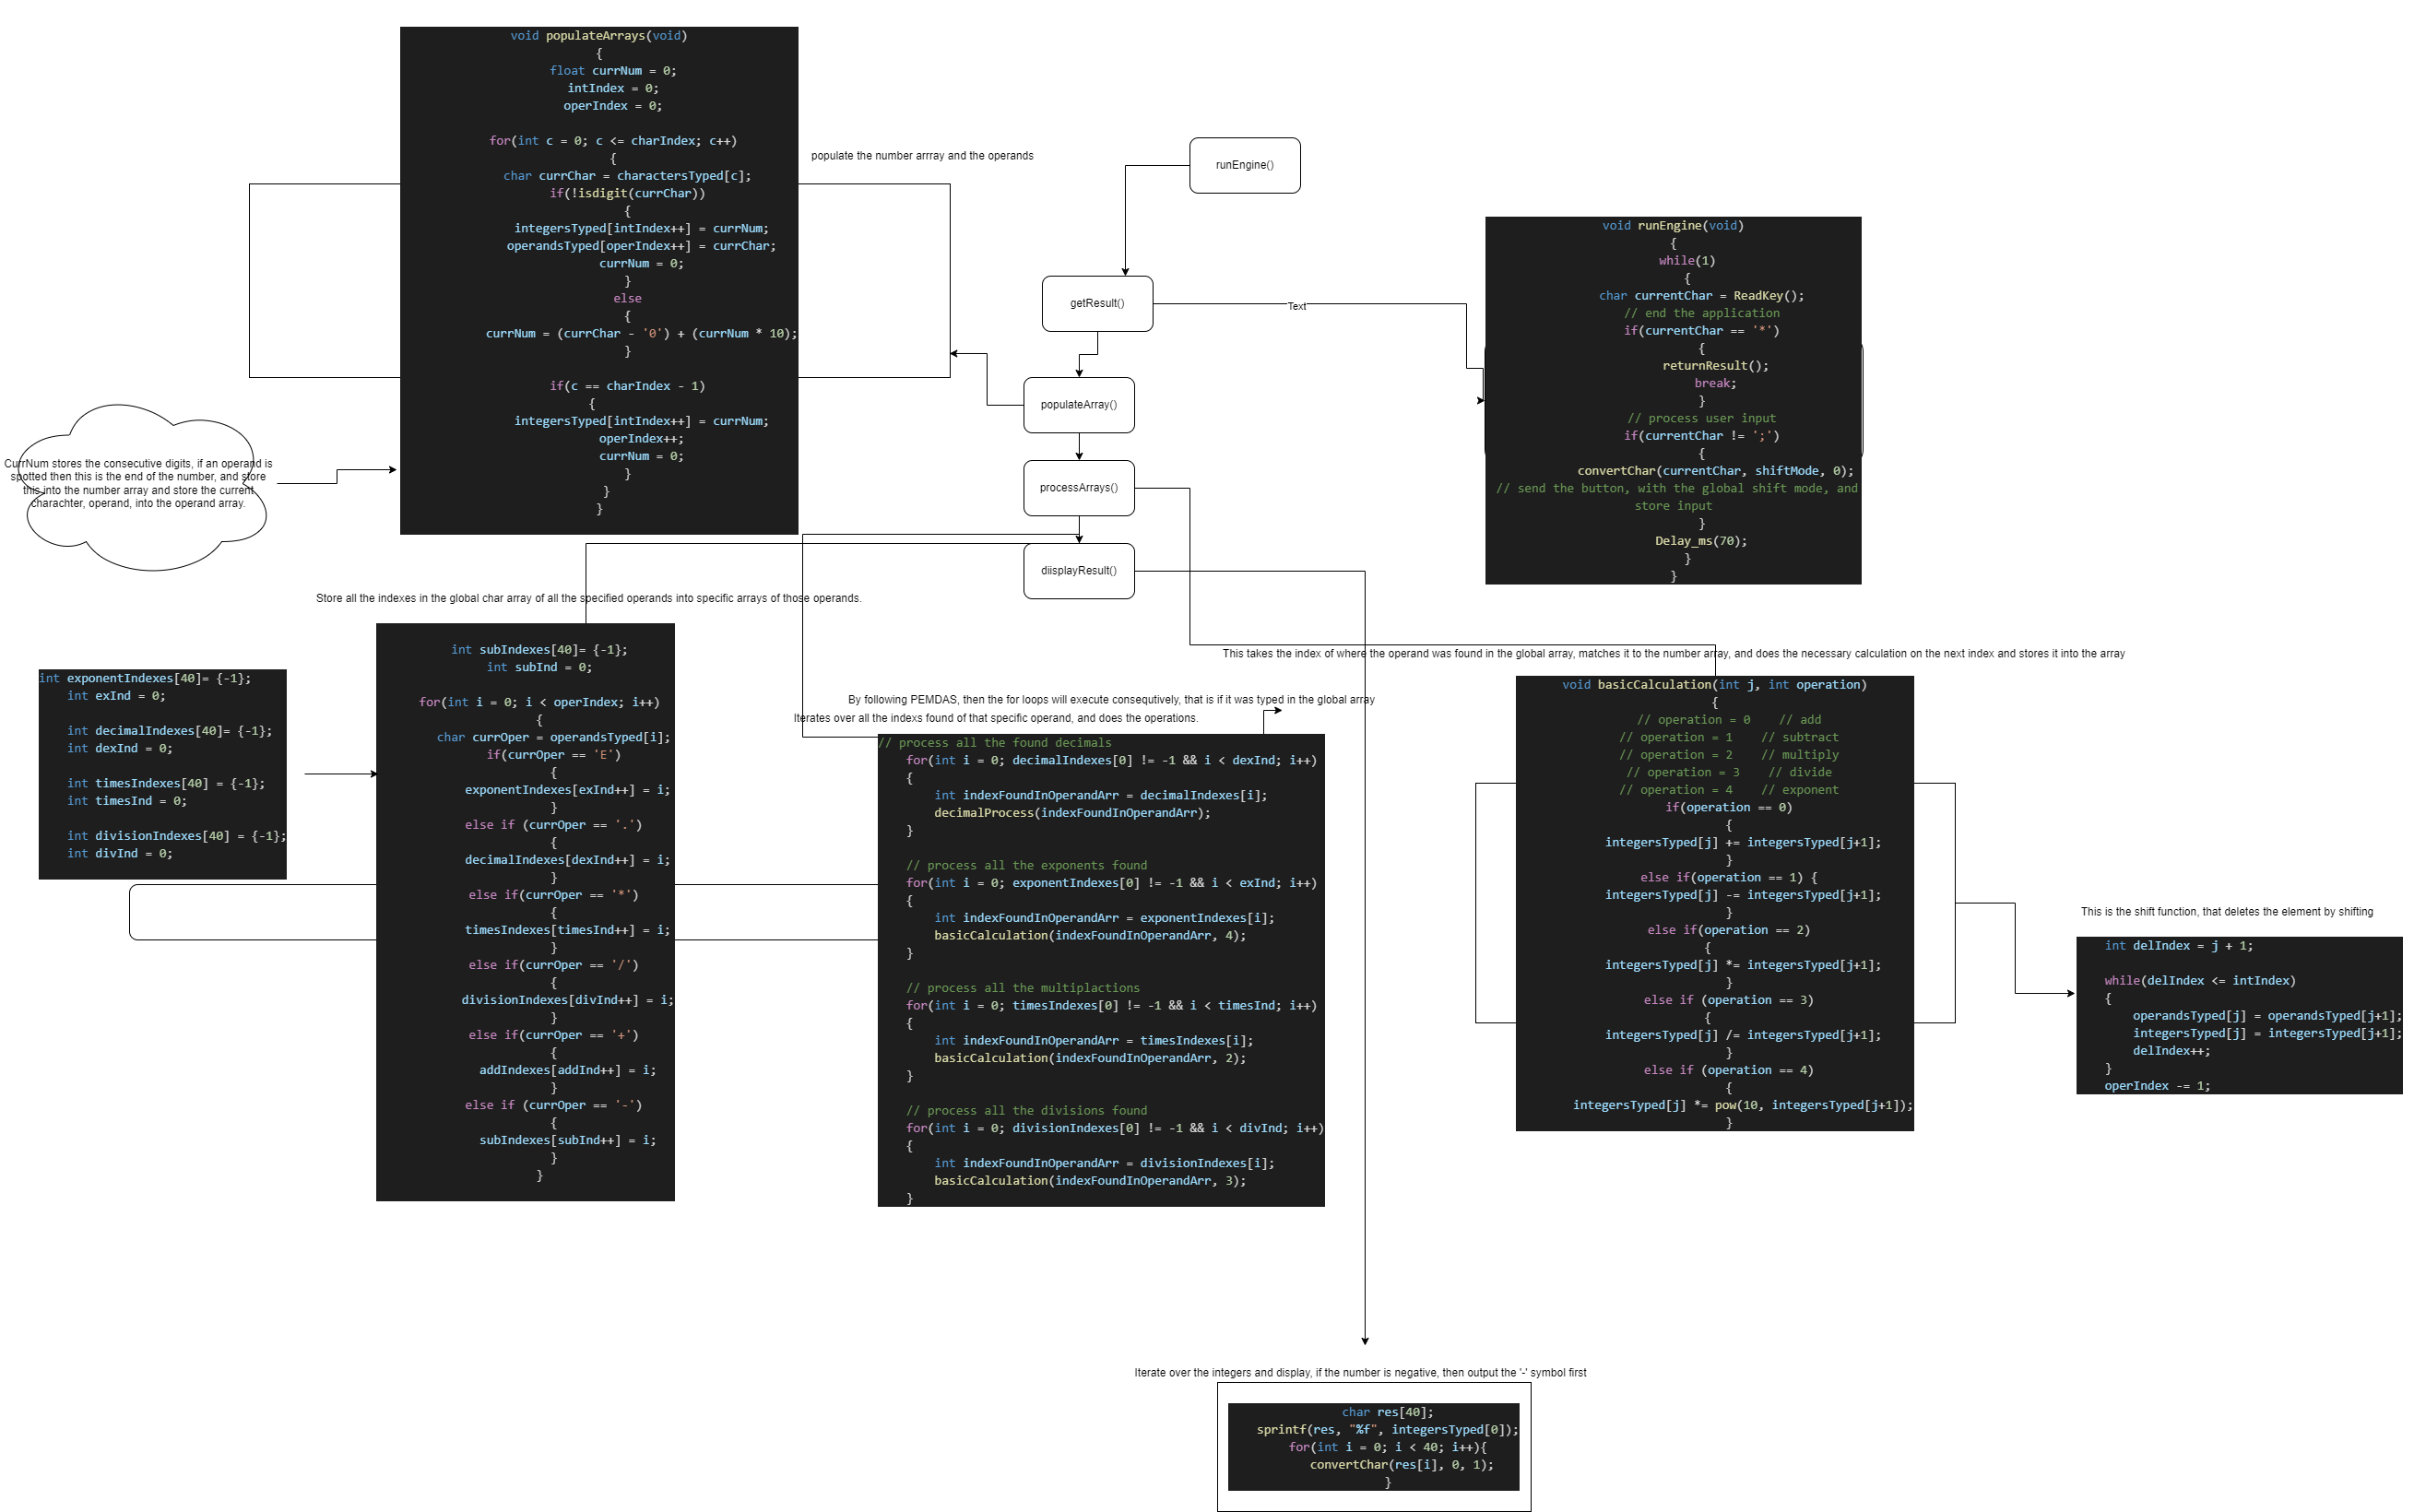 void populateArrays(void)
{
float currNum = 0;
intIndex = 0;
operIndex = 0;
for(int c = 0; c <= charIndex; c++)
{
char currChar = charactersTyped[c];
if(!isdigit(currChar))
{
integersTyped[intIndex++] = currNum;
operandsTyped[operIndex++] = currChar;
currNum = 0;
}
else
{
currNum = (currChar - '0') + (currNum * 10);
}
if(c == charIndex - 1)
{
integersTyped[intIndex++] = currNum;
operIndex++;
currNum = 0;
}
}
}
populate the number arrray and the operands
runEngine()
getResult()
Text
populateArray()
processArrays()
diisplayResult()
void runEngine(void)
{
while(1)
{
char currentChar = ReadKey();
// end the application
if(currentChar == '*')
{
returnResult();
break;
}
// process user input
if(currentChar != ';')
{
convertChar(currentChar, shiftMode, 0);
// send the button, with the global shift mode, and
store input
}
Delay_ms(70);
}
}
CurrNum stores the consecutive digits, if an operand is
spotted then this is the end of the number, and store
this into the number array and store the current
charachter, operand, into the operand array.
Store all the indexes in the global char array of all the specified operands into specific arrays of those operands.
int exponentIndexes[40]= {-1};
int exInd = 0;
int decimalIndexes[40]= {-1};
int dexInd = 0;
int timesIndexes[40] = {-1};
int timesInd = 0;
int divisionIndexes[40] = {-1};
int divInd = 0;
int subIndexes[40]= {-1};
int subInd = 0;
for(int i = 0; i < operIndex; i++)
{
char currOper = operandsTyped[i];
if(currOper == 'E')
{
exponentIndexes[exInd++] = i;
}
else if (currOper == '.')
{
decimalIndexes[dexInd++] = i;
}
else if(currOper == '*')
{
timesIndexes[timesInd++] = i;
}
else if(currOper == '/')
{
divisionIndexes[divInd++] = i;
}
else if(currOper == '+')
{
addIndexes[addInd++] = i;
}
else if (currOper == '-')
{
subIndexes[subInd++] = i;
}
}
By following PEMDAS, then the for loops will execute consequtively, that is if it was typed in the global array
Iterates over all the indexs found of that specific operand, and does the operations.
// process all the found decimals
for(int i = 0; decimalIndexes[0] != -1 && i < dexInd; i++)
{
int indexFoundInOperandArr = decimalIndexes[i];
decimalProcess(indexFoundInOperandArr);
}
// process all the exponents found
for(int i = 0; exponentIndexes[0] != -1 && i < exInd; i++)
{
int indexFoundInOperandArr = exponentIndexes[i];
basicCalculation(indexFoundInOperandArr, 4);
}
// process all the multiplactions
for(int i = 0; timesIndexes[0] != -1 && i < timesInd; i++)
{
int indexFoundInOperandArr = timesIndexes[i];
basicCalculation(indexFoundInOperandArr, 2);
}
// process all the divisions found
for(int i = 0; divisionIndexes[0] != -1 && i < divInd; i++)
{
int indexFoundInOperandArr = divisionIndexes[i];
basicCalculation(indexFoundInOperandArr, 3);
}
This takes the index of where the operand was found in the global array, matches it to the number array, and does the necessary calculation on the next index and stores it into the array
void basicCalculation(int j, int operation)
{
// operation = 0 // add
// operation = 1 // subtract
// operation = 2 // multiply
// operation = 3 // divide
// operation = 4 // exponent
if(operation == 0)
{
integersTyped[j] += integersTyped[j+1];
}
else if(operation == 1) {
integersTyped[j] -= integersTyped[j+1];
}
else if(operation == 2)
{
integersTyped[j] *= integersTyped[j+1];
}
else if (operation == 3)
{
integersTyped[j] /= integersTyped[j+1];
}
else if (operation == 4)
{
integersTyped[j] *= pow(10, integersTyped[j+1]);
}
This is the shift function, that deletes the element by shifting
int delIndex = j + 1;
while(delIndex <= intIndex)
{
operandsTyped[j] = operandsTyped[j+1];
integersTyped[j] = integersTyped[j+1];
delIndex++;
}
operIndex -= 1;
Iterate over the integers and display, if the number is negative, then output the '-' symbol first
char res[40];
sprintf(res, "%f", integersTyped[0]);
for(int i = 0; i < 40; i++){
convertChar(res[i], 0, 1);
}